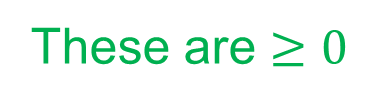 These are ≥ 0